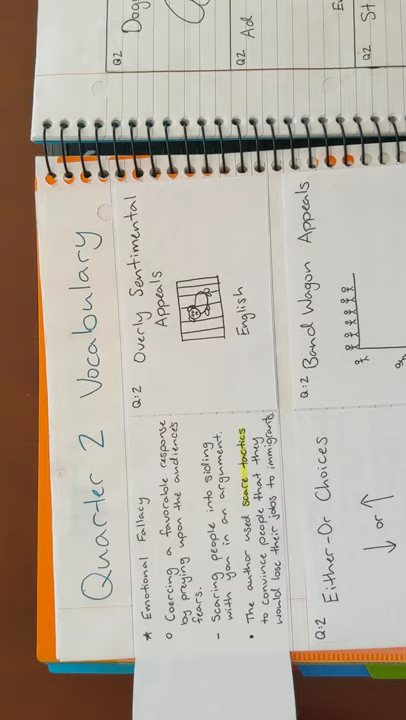 Q2
Dog
Q2
Ad
Q2
St
Quarter 2 Vocabulary
* Emotional Fallacy
o Coercing a favorable response
by preying upon the audience's
fears.
- Scaring people into siding
with you in an argument.
• The author used scare tactics
to convince people that they
would lose their jobs to immigrants
Q:2 Overly Sentimental
Appeals
English
Q:2 Either-Or Choices
or
Q:2 Band Wagon Appeals